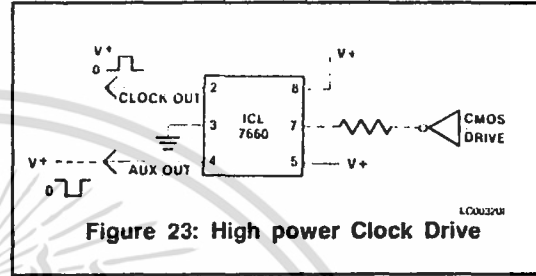 V+
0
V+
2
8
CLOCK OUT
ICL
7660
3
7
CMOS
DRIVE
V+
4
5
V+
AUX OUT
0
Figure 23: High power Clock Drive